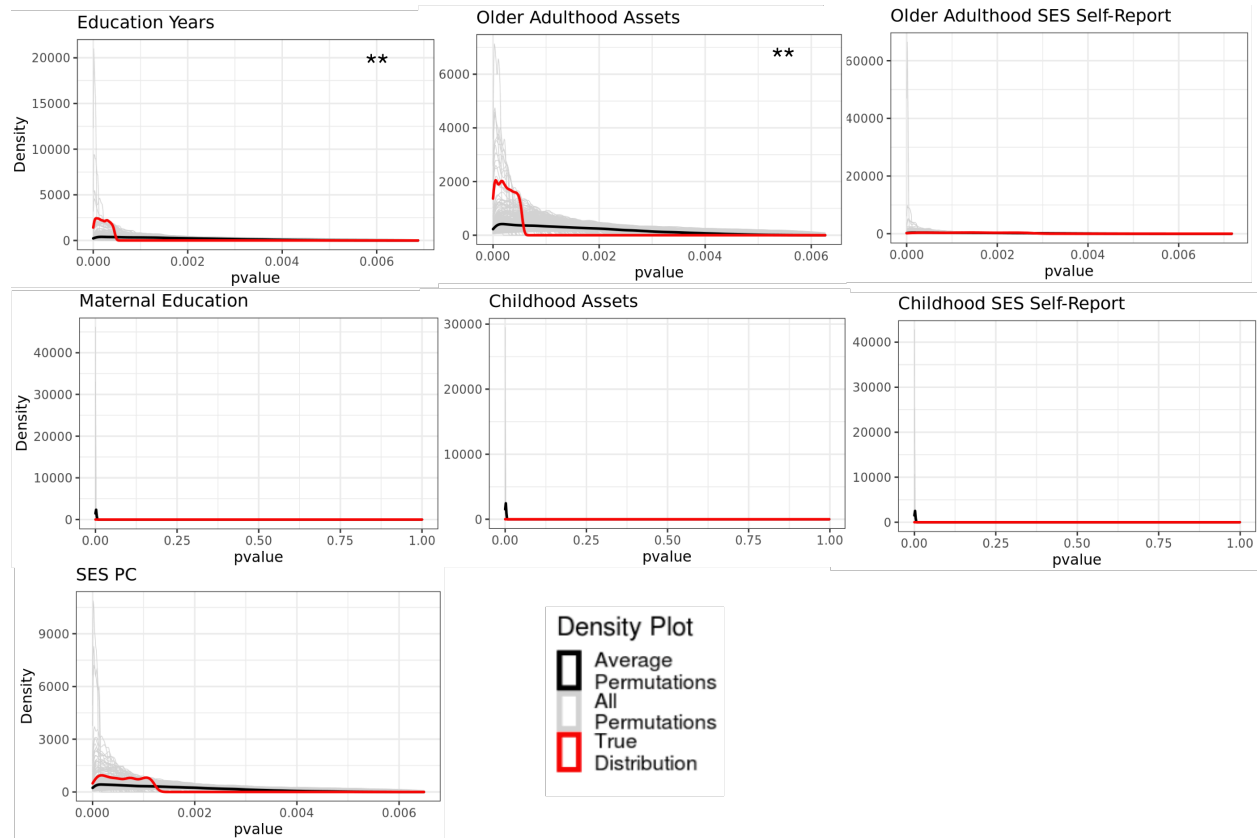 Education Years
**
20000
15000
10000
5000
0
Density
0.000 0.002 0.004 0.006
pvalue
Older Adulthood Assets
**
6000
4000
2000
0
0.000 0.002 0.004 0.006
pvalue
Older Adulthood SES Self-Report
60000
40000
20000
0
0.000 0.002 0.004 0.006
pvalue
Maternal Education
40000
30000
20000
10000
0
Density
0.00 0.25 0.50 0.75 1.00
pvalue
Childhood Assets
30000
20000
10000
0
0.00 0.25 0.50 0.75 1.00
pvalue
Childhood SES Self-Report
40000
30000
20000
10000
0
0.00 0.25 0.50 0.75 1.00
pvalue
SES PC
9000
6000
3000
0
Density
0.000 0.002 0.004 0.006
pvalue
Density Plot
Average
Permutations
All
Permutations
True
Distribution